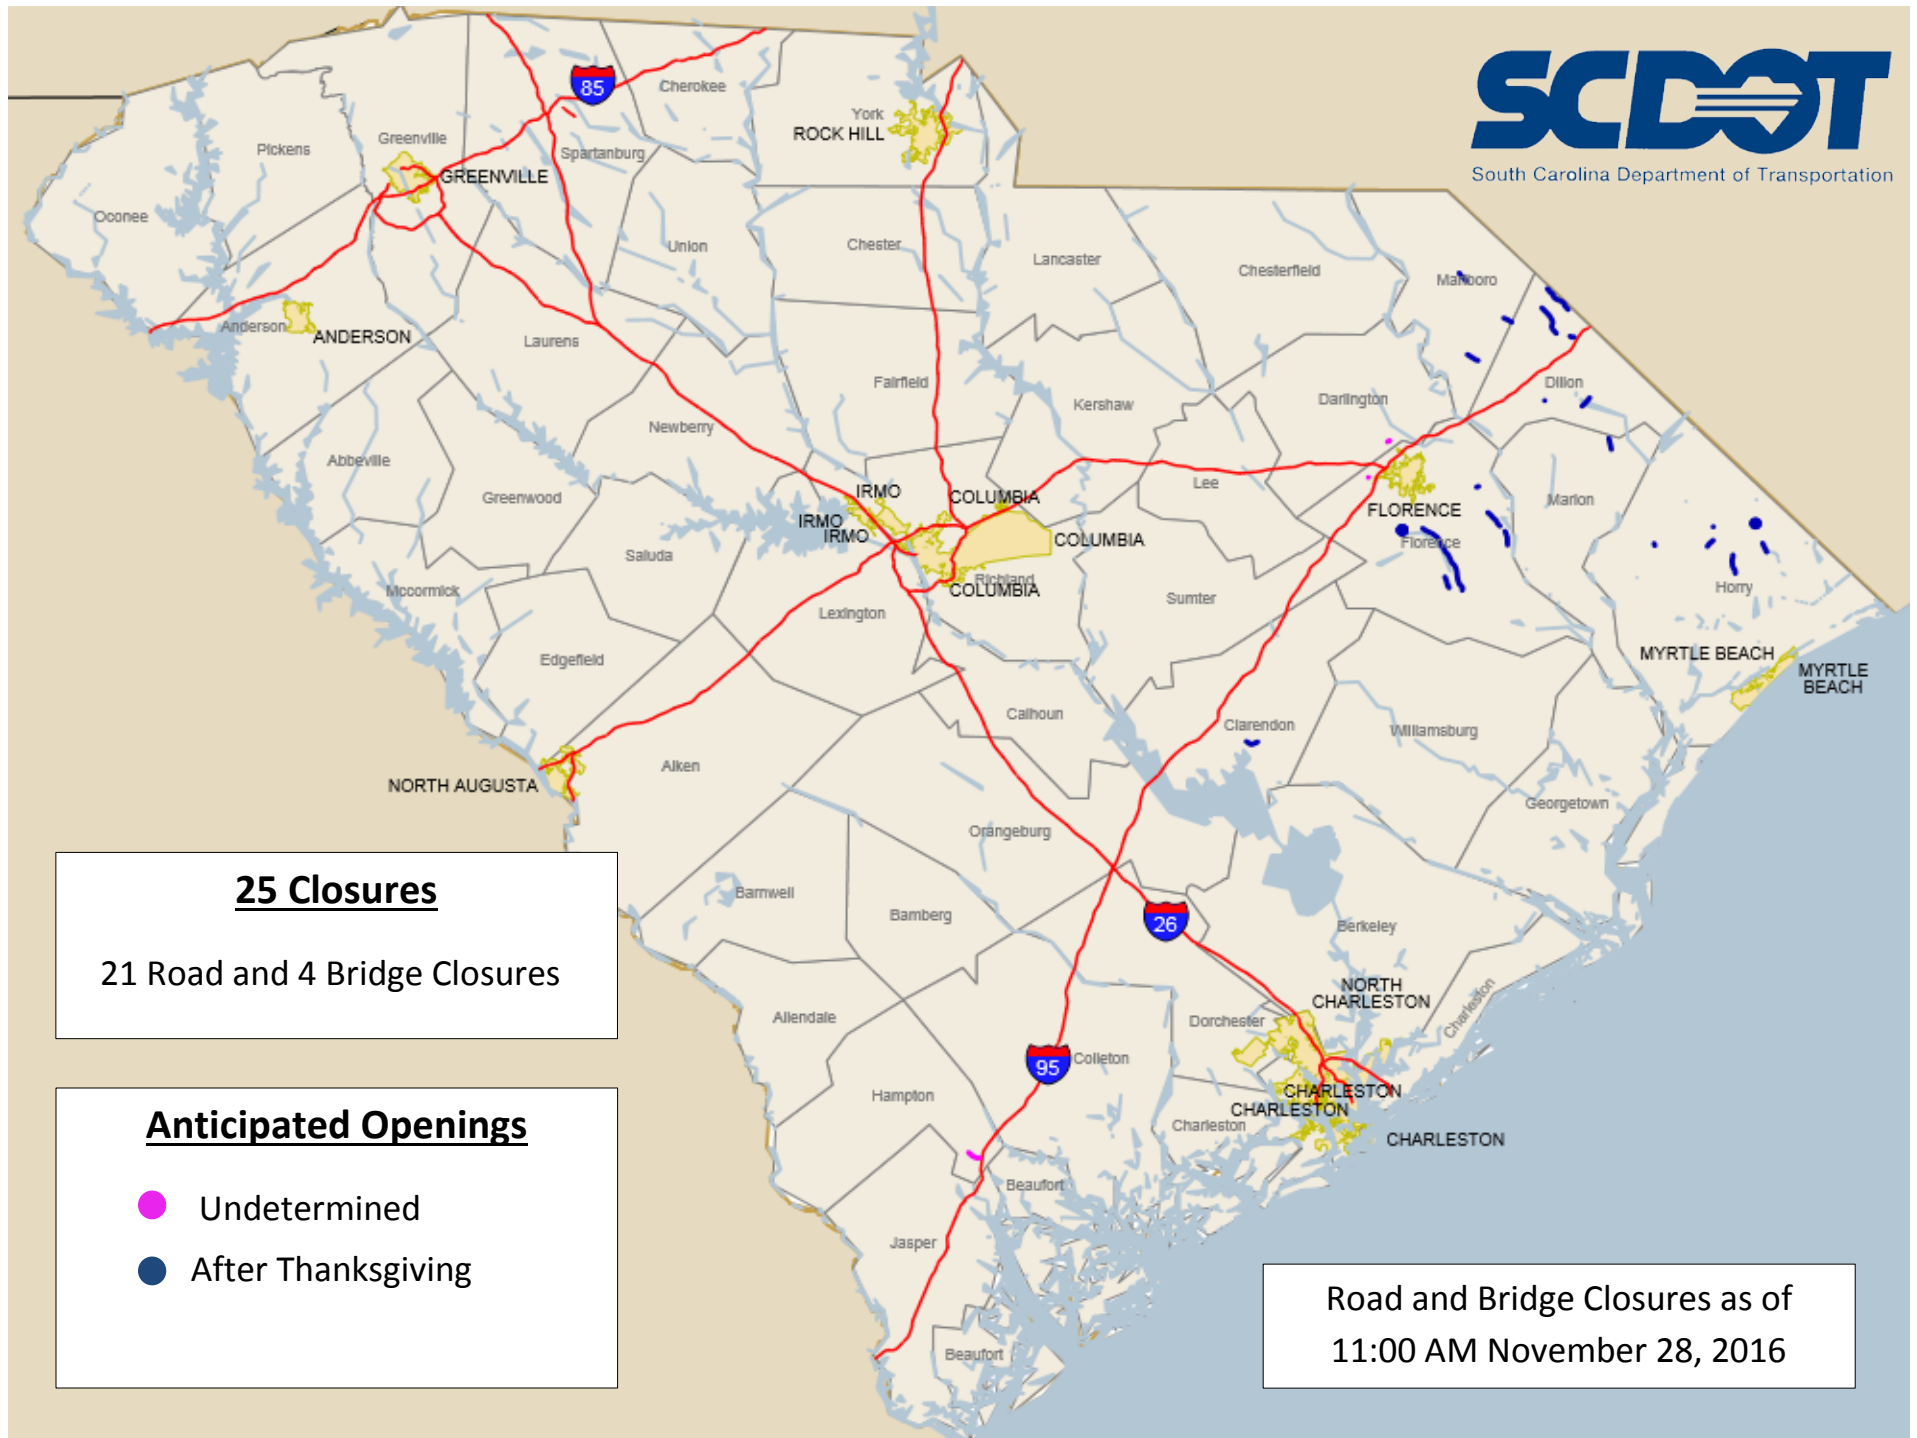 SCDOT
South Carolina Department of Transportation
85
Cherokee
York
ROCK HILL
Greenville
Pickens
Spartanburg
GREENVILLE
Oconee
Union
Chester
Lancaster
Chesterfield
Marlboro
Anderson
ANDERSON
Laurens
Fairfield
Kershaw
Darlington
Dillon
Newberry
Abbeville
Greenwood
IRMO
COLUMBIA
Lee
Marion
FLORENCE
IRMO
IRMO
COLUMBIA
Florence
Saluda
Richland
COLUMBIA
Mccormick
Lexington
Sumter
Horry
Edgefield
MYRTLE BEACH
MYRTLE
BEACH
Calhoun
Clarendon
Williamsburg
Aiken
NORTH AUGUSTA
Georgetown
Orangeburg
Barnwell
Bamberg
26
Berkeley
NORTH
CHARLESTON
Charleston
Allendale
Dorchester
95
Colleton
Hampton
CHARLESTON
CHARLESTON
Charleston
CHARLESTON
Beaufort
Jasper
Beaufort
25 Closures
21 Road and 4 Bridge Closures
Anticipated Openings
Undetermined
After Thanksgiving
Road and Bridge Closures as of
11:00 AM November 28, 2016